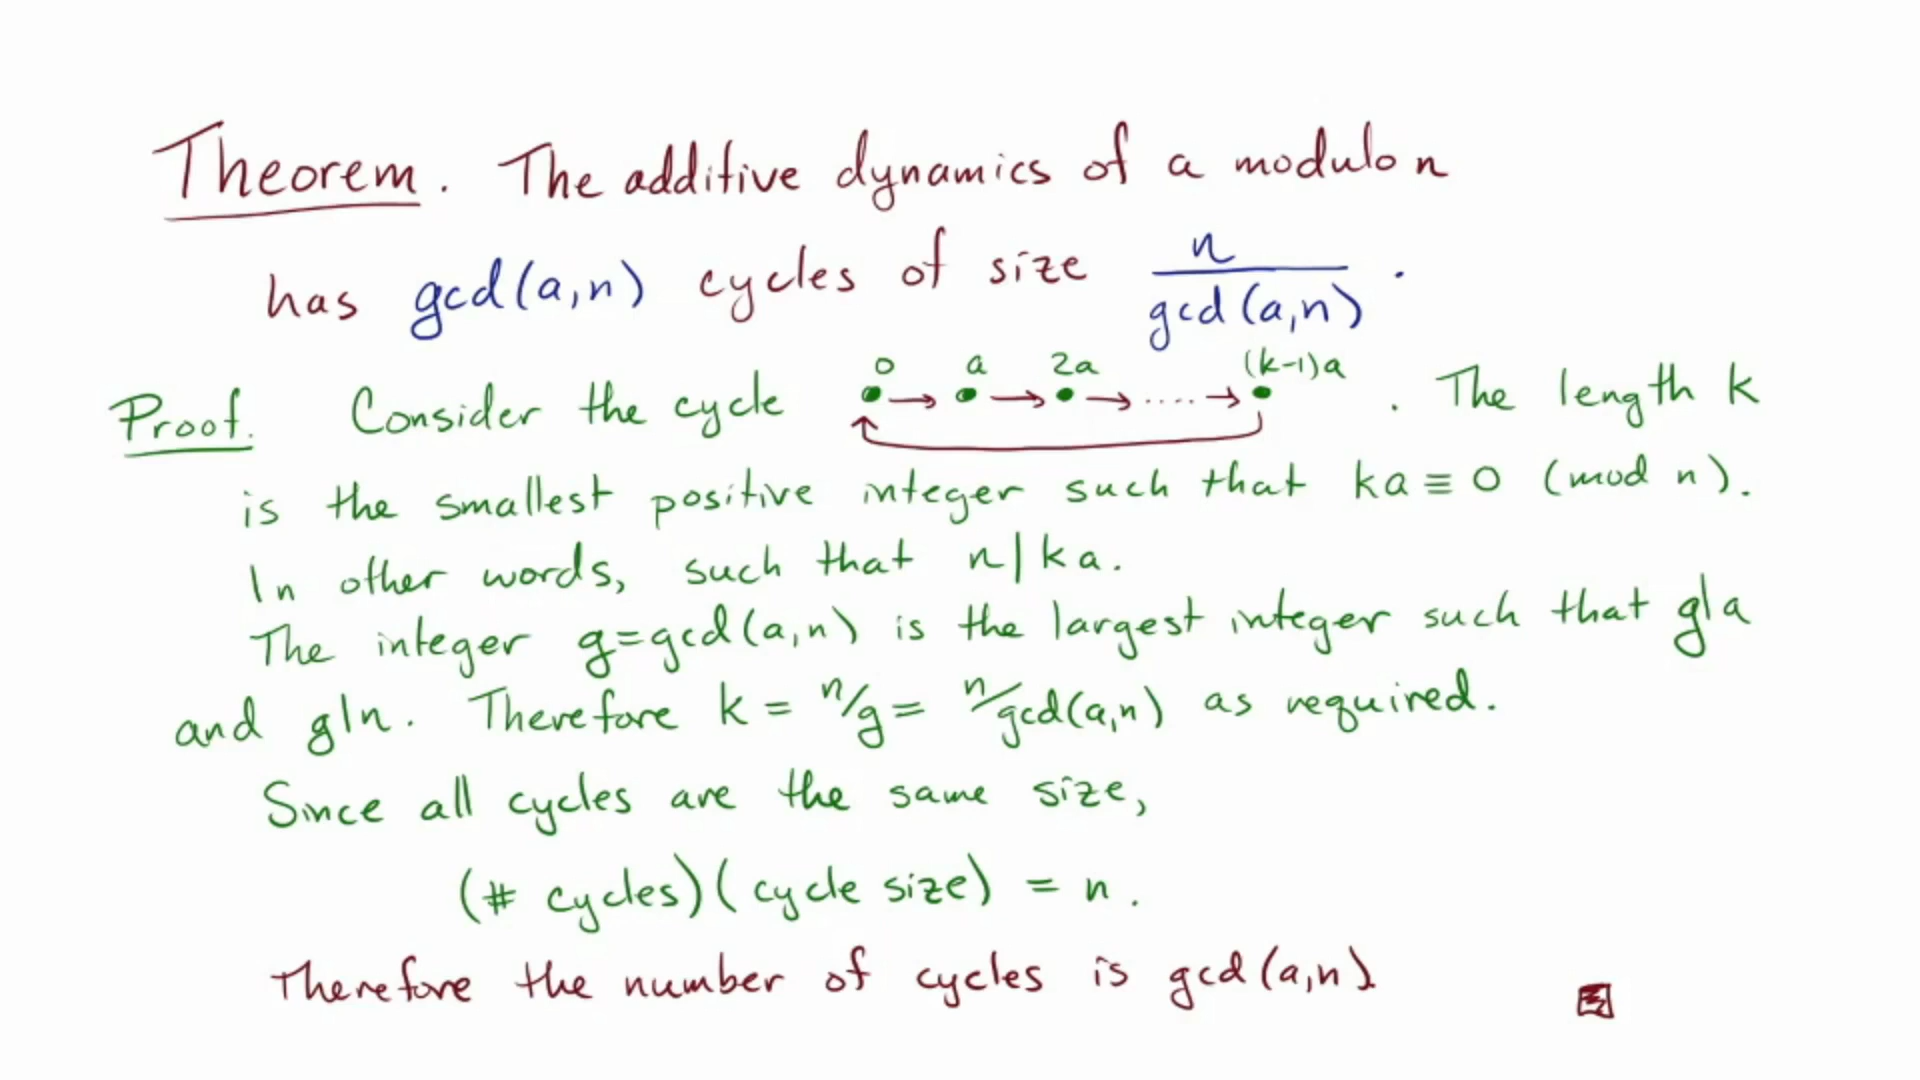 Theorem. The additive dynamics of a modulo n
has gcd(a,n) cycles of size n/gcd(a,n).
0 a 2a (k-1)a
Proof. Consider the cycle • → • → • → ..... → • . The length k
is the smallest positive integer such that ka ≡ 0 (mod n).
In other words, such that n|ka.
The integer g=gcd(a,n) is the largest integer such that g|a
and g|n. Therefore k = n/g = n/gcd(a,n) as required.
Since all cycles are the same size,
(# cycles)(cycle size) = n.
Therefore the number of cycles is gcd(a,n).